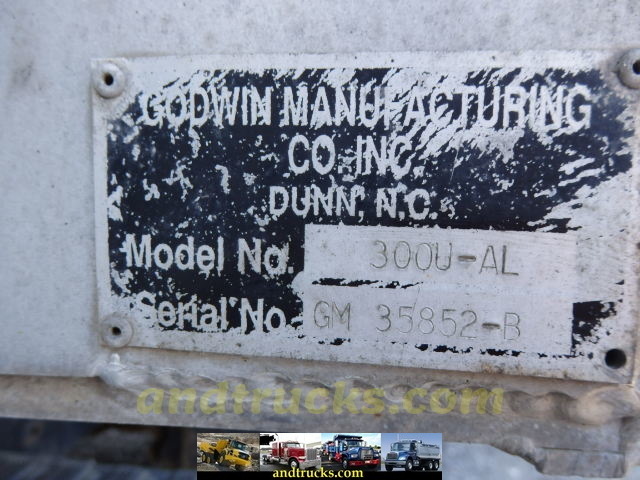 GODWIN MANUFACTURING
CO. INC.
DUNN, N.C.
Model No. 300U-AL
Serial No. GM 35852-B
andtrucks.com
andtrucks.com